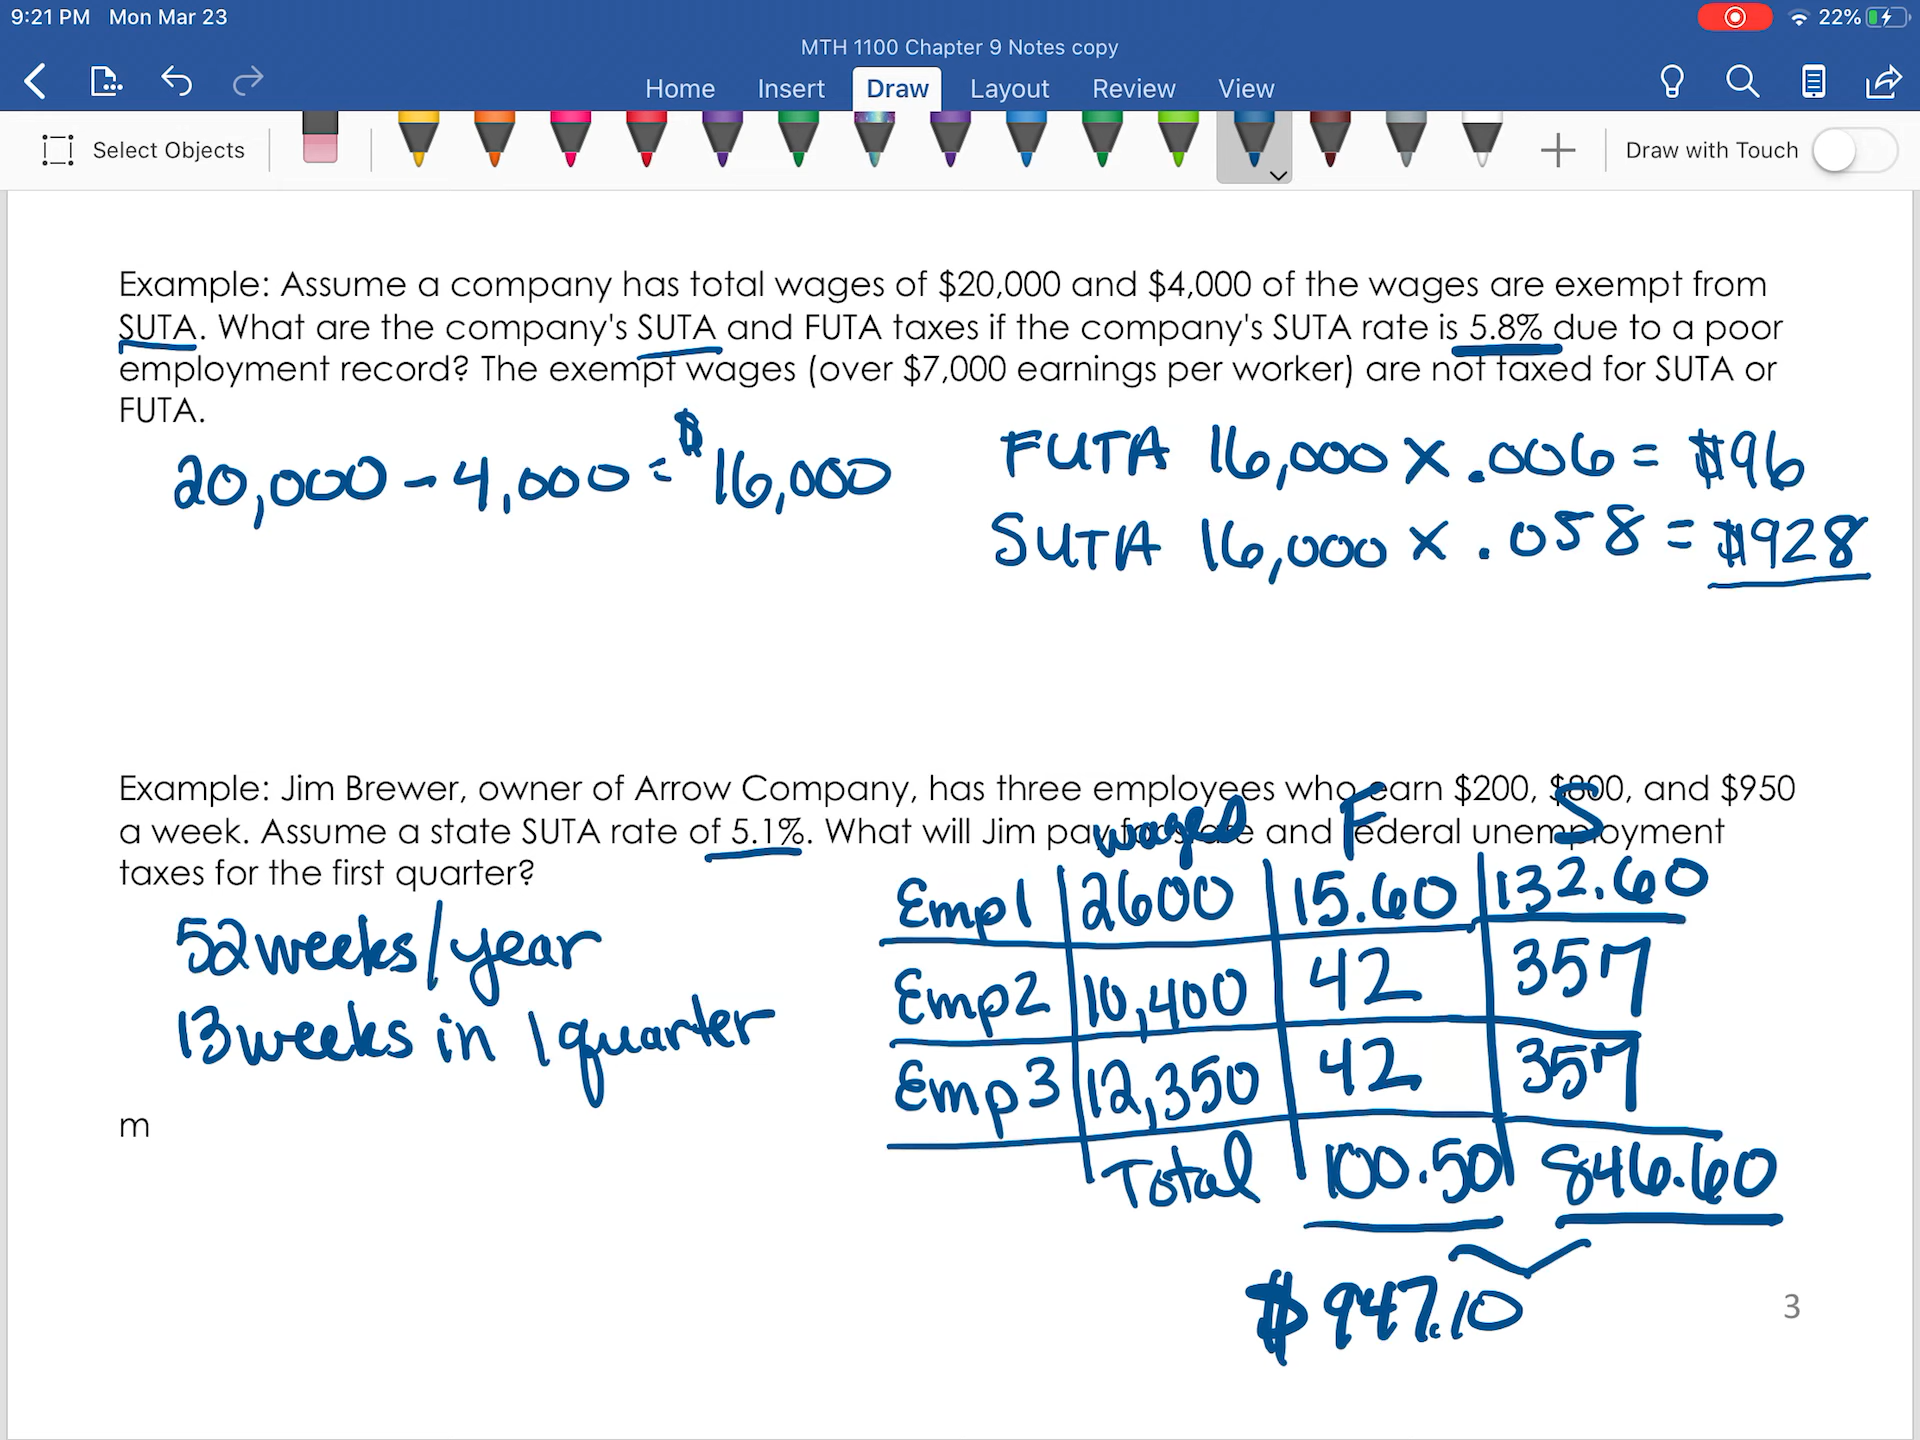 9:21 PM Mon Mar 23 22%
MTH 1100 Chapter 9 Notes copy
Home Insert Draw Layout Review View
Select Objects Draw with Touch
Example: Assume a company has total wages of $20,000 and $4,000 of the wages are exempt from
SUTA. What are the company's SUTA and FUTA taxes if the company's SUTA rate is 5.8% due to a poor
employment record? The exempt wages (over $7,000 earnings per worker) are not taxed for SUTA or
FUTA.
20,000 - 4,000 = $16,000
FUTA 16,000 x .006 = $96
SUTA 16,000 x .058 = $928
Example: Jim Brewer, owner of Arrow Company, has three employees who earn $200, $800, and $950
a week. Assume a state SUTA rate of 5.1%. What will Jim pay for state and federal unemployment
taxes for the first quarter?
52 weeks/year
13 weeks in 1 quarter
m
wages F S
Emp1 2600 15.60 132.60
Emp2 10,400 42 357
Emp3 12,350 42 357
Total 100.50 846.60
$947.10
3